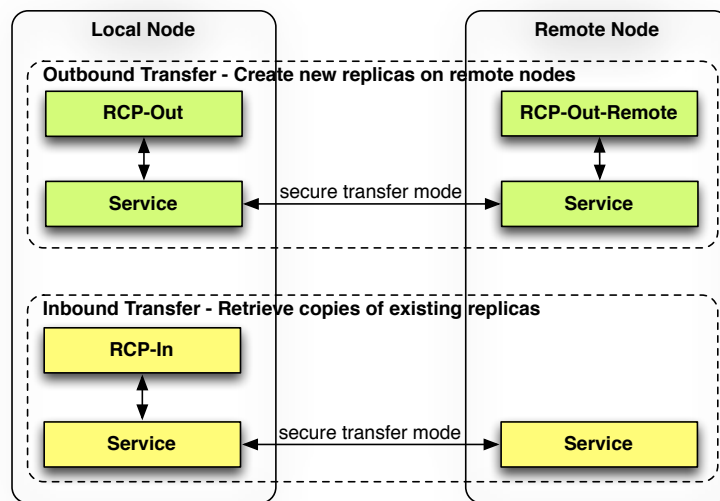 Local Node
Remote Node
Outbound Transfer - Create new replicas on remote nodes
RCP-Out
RCP-Out-Remote
Service
secure transfer mode
Service
Inbound Transfer - Retrieve copies of existing replicas
RCP-In
Service
secure transfer mode
Service